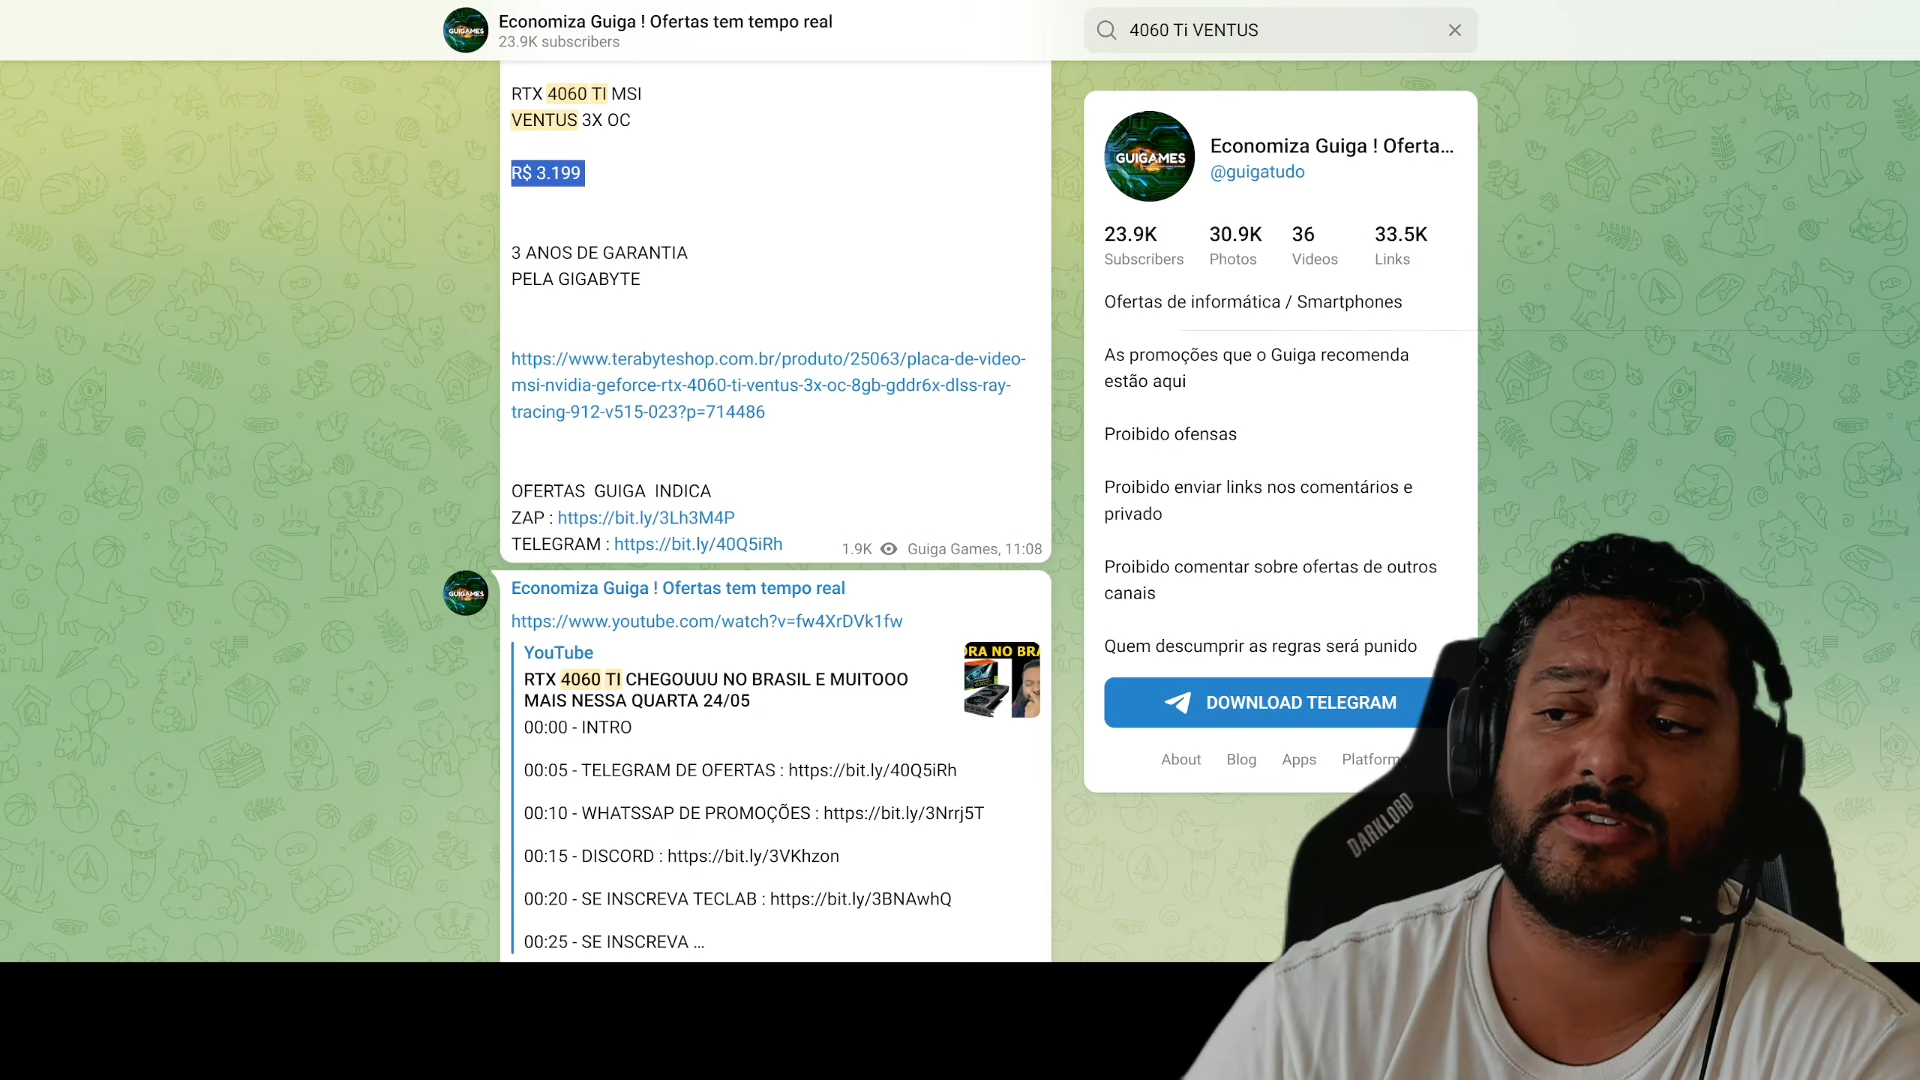 Economiza Guiga ! Ofertas tem tempo real
23.9K subscribers
4060 Ti VENTUS
RTX 4060 TI MSI
VENTUS 3X OC
R$ 3.199
3 ANOS DE GARANTIA
PELA GIGABYTE
https://www.terabyteshop.com.br/produto/25063/placa-de-video-
msi-nvidia-geforce-rtx-4060-ti-ventus-3x-oc-8gb-gddr6x-dlss-ray-
tracing-912-v515-023?p=714486
OFERTAS GUIGA INDICA
ZAP : https://bit.ly/3Lh3M4P
TELEGRAM : https://bit.ly/40Q5iRh
1.9K Guiga Games, 11:08
Economiza Guiga ! Ofertas tem tempo real
https://www.youtube.com/watch?v=fw4XrDVk1fw
YouTube
RTX 4060 TI CHEGOUUU NO BRASIL E MUITOOO
MAIS NESSA QUARTA 24/05
00:00 - INTRO
00:05 - TELEGRAM DE OFERTAS : https://bit.ly/40Q5iRh
00:10 - WHATSSAP DE PROMOÇÕES : https://bit.ly/3Nrrj5T
00:15 - DISCORD : https://bit.ly/3VKhzon
00:20 - SE INSCREVA TECLAB : https://bit.ly/3BNAwhQ
00:25 - SE INSCREVA ...
GUIGAMES
Economiza Guiga ! Oferta...
@guigatudo
23.9K 30.9K 36 33.5K
Subscribers Photos Videos Links
Ofertas de informática / Smartphones
As promoções que o Guiga recomenda
estão aqui
Proibido ofensas
Proibido enviar links nos comentários e
privado
Proibido comentar sobre ofertas de outros
canais
Quem descumprir as regras será punido
DOWNLOAD TELEGRAM
About Blog Apps Platform
DARKLORD